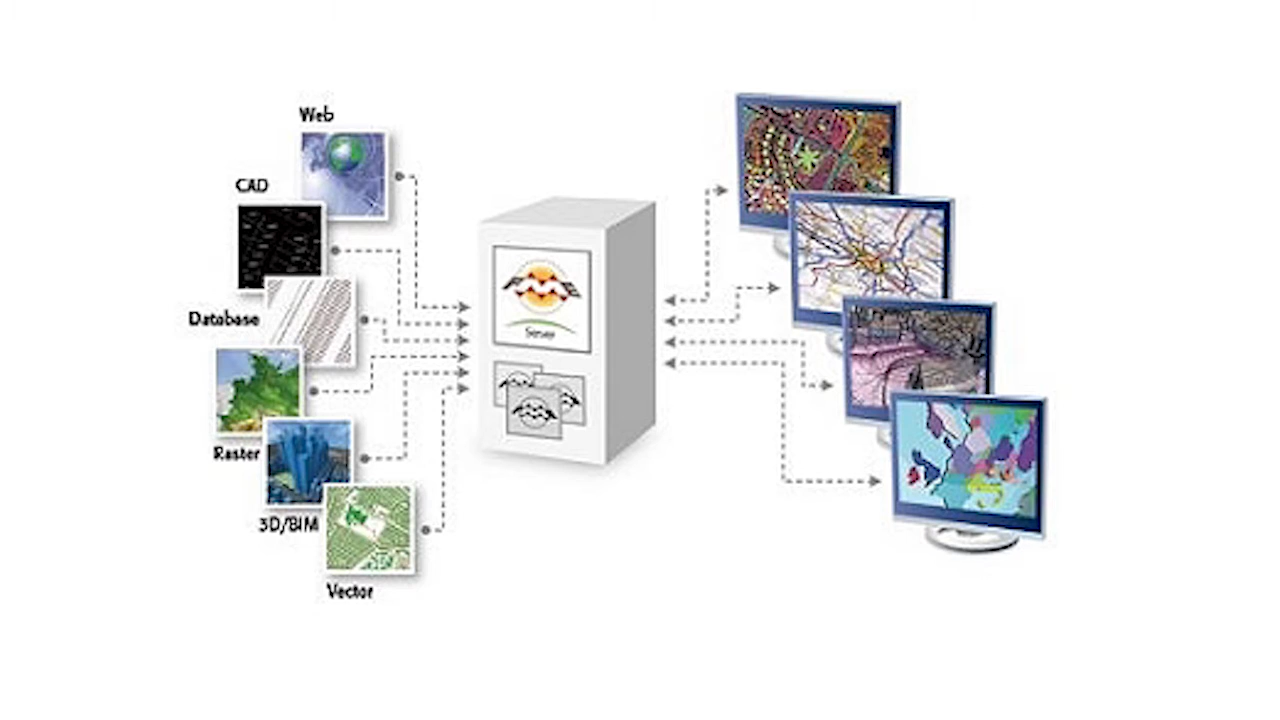 Web
CAD
Database
Raster
3D/BIM
Vector
FME
Server